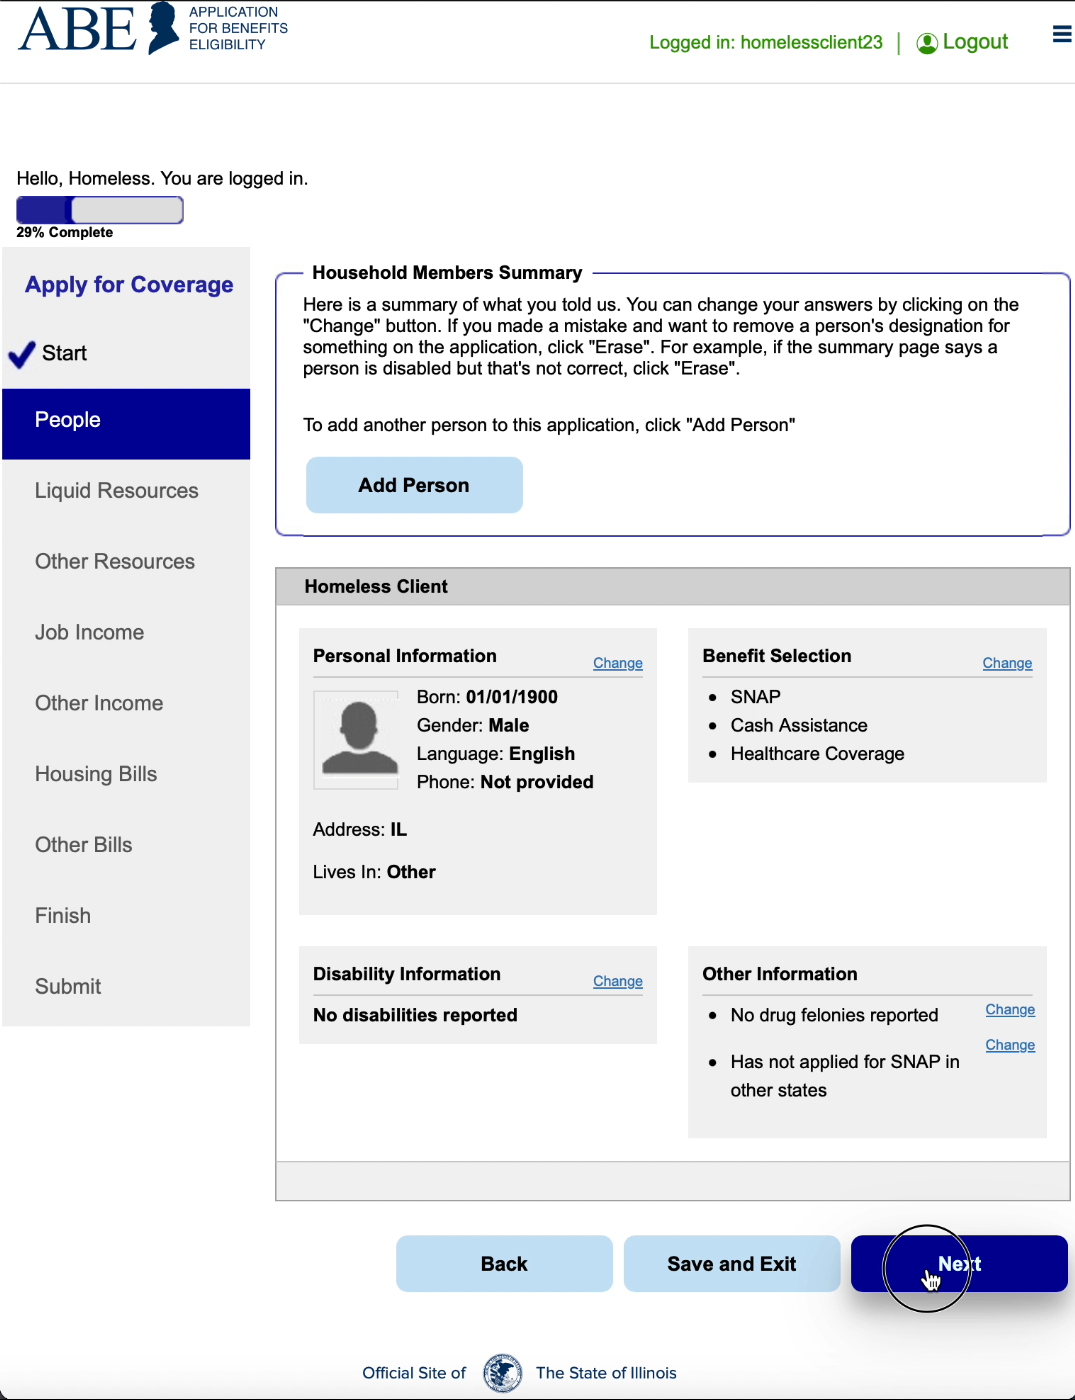 ABE APPLICATION
FOR BENEFITS
ELIGIBILITY
Logged in: homelessclient23 | Logout
Hello, Homeless. You are logged in.
29% Complete
Apply for Coverage
Start
People
Liquid Resources
Other Resources
Job Income
Other Income
Housing Bills
Other Bills
Finish
Submit
Household Members Summary
Here is a summary of what you told us. You can change your answers by clicking on the
"Change" button. If you made a mistake and want to remove a person's designation for
something on the application, click "Erase". For example, if the summary page says a
person is disabled but that's not correct, click "Erase".
To add another person to this application, click "Add Person"
Add Person
Homeless Client
Personal Information Change
Born: 01/01/1900
Gender: Male
Language: English
Phone: Not provided
Address: IL
Lives In: Other
Benefit Selection Change
• SNAP
• Cash Assistance
• Healthcare Coverage
Disability Information Change
No disabilities reported
Other Information
• No drug felonies reported Change
Change
• Has not applied for SNAP in
other states
Back Save and Exit Next
Official Site of The State of Illinois